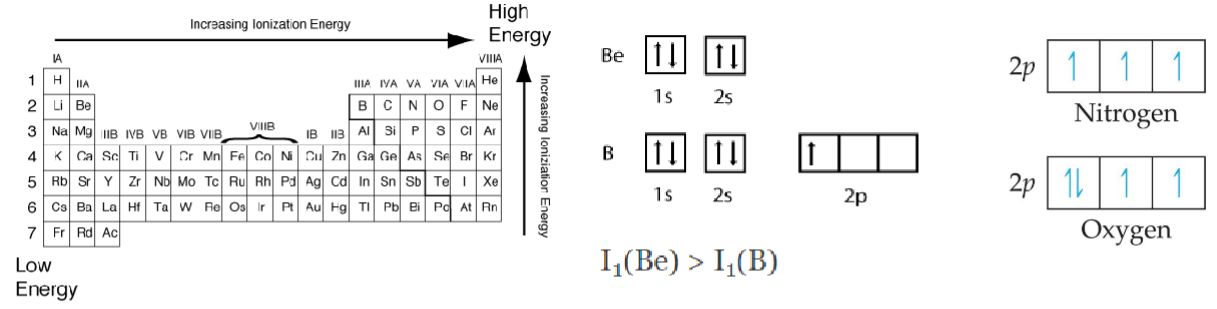 Increasing Ionization Energy
High
Energy
IA
VIIIA
1 H IIA IIIA IVA VA VIA VIIA He
2 Li Be B C N O F Ne
3 Na Mg IIIB IVB VB VIB VIIB VIIIB IB IIB Al Si P S Cl Ar
4 K Ca Sc Ti V Cr Mn Fe Co Ni Cu Zn Ga Ge As Se Br Kr
5 Rb Sr Y Zr Nb Mo Tc Ru Rh Pd Ag Cd In Sn Sb Te I Xe
6 Cs Ba La Hf Ta W Re Os Ir Pt Au Hg Tl Pb Bi Po At Rn
7 Fr Rd Ac
Low
Energy
Increasing Ioniziation Energy
Be
1s 2s
B
1s 2s 2p
I₁(Be) > I₁(B)
2p
Nitrogen
2p
Oxygen